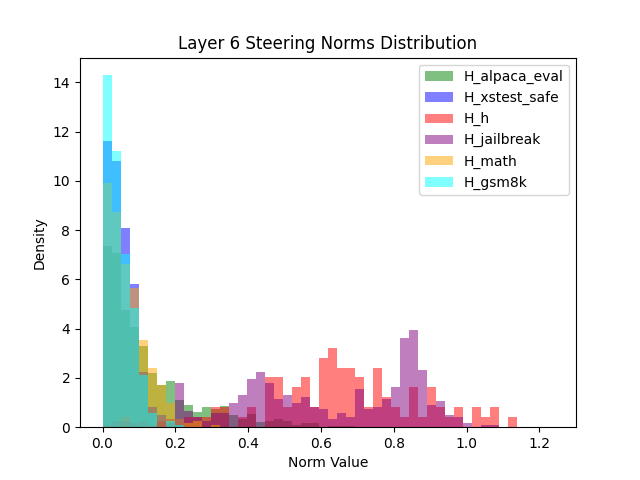 Layer 6 Steering Norms Distribution
H_alpaca_eval
H_xstest_safe
H_h
H_jailbreak
H_math
H_gsm8k
14
12
10
8
6
4
2
0
Density
0.0 0.2 0.4 0.6 0.8 1.0 1.2
Norm Value